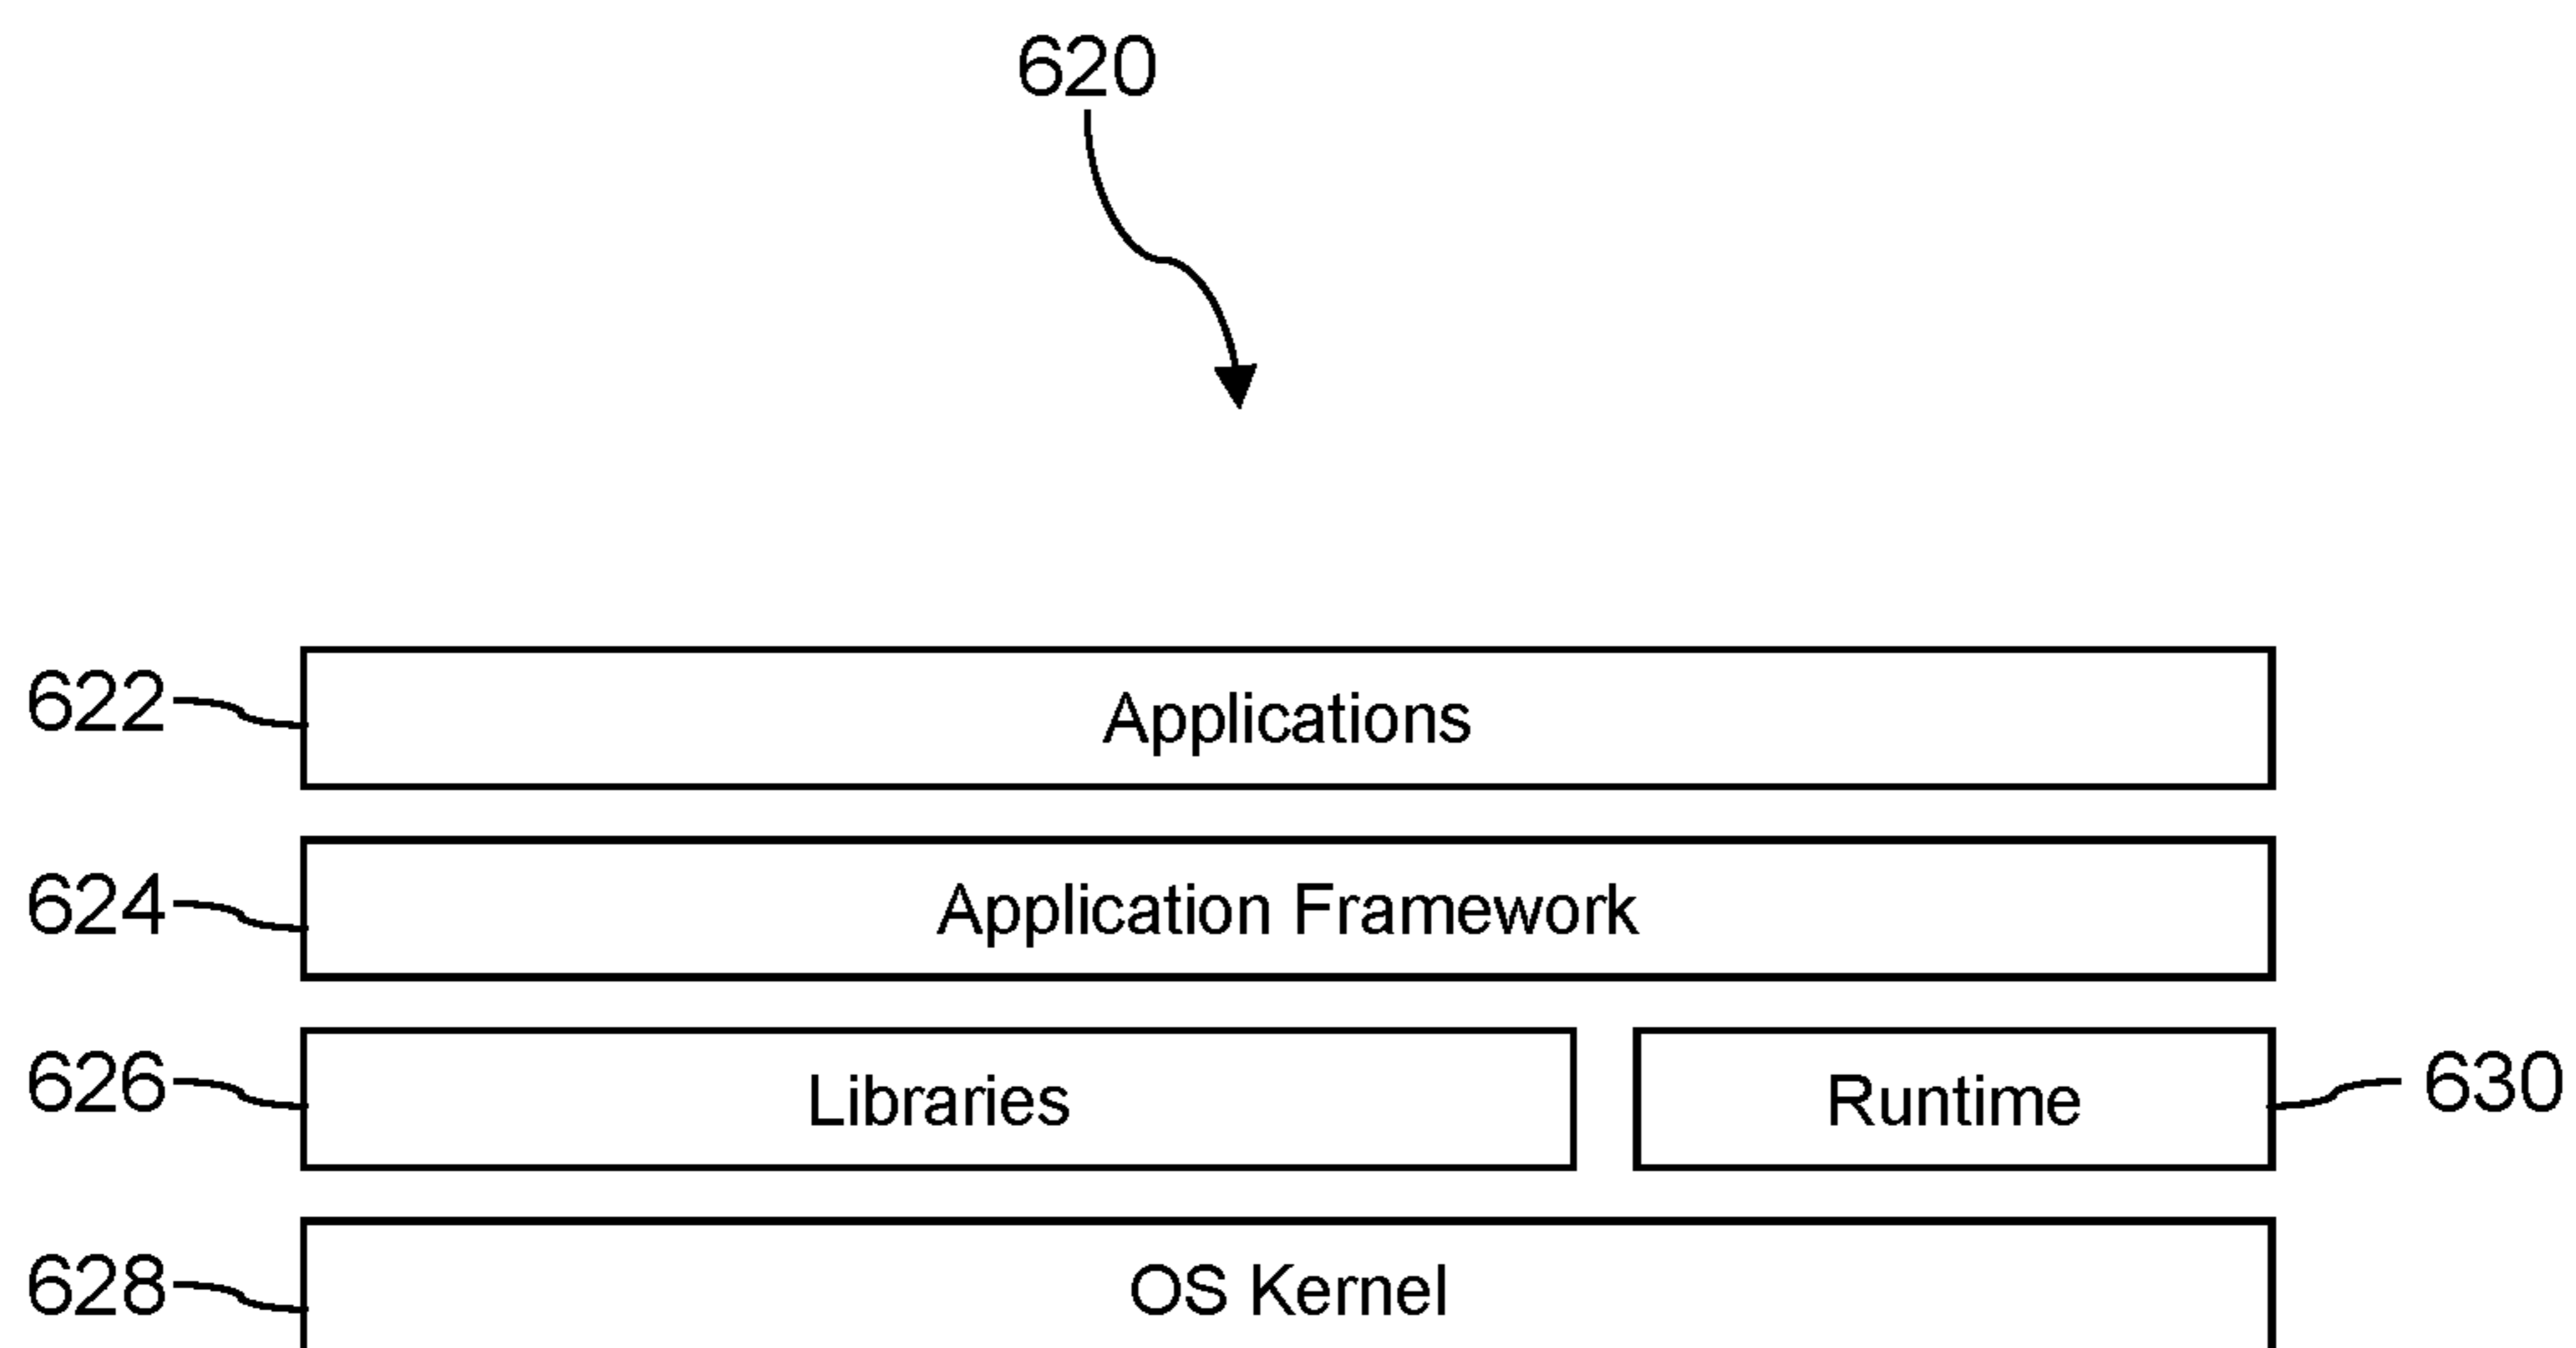 620
622 Applications
624 Application Framework
626 Libraries Runtime 630
628 OS Kernel